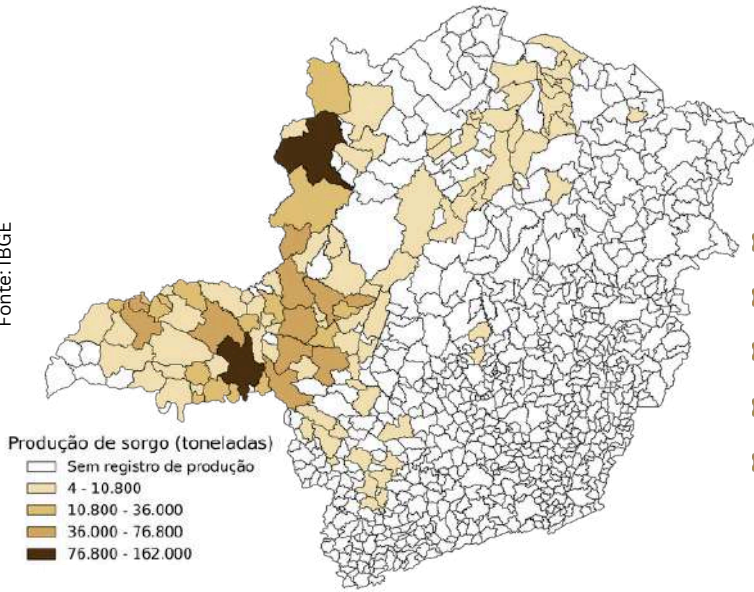 Fonte: IBGE
Produção de sorgo (toneladas)
Sem registro de produção
4 - 10.800
10.800 - 36.000
36.000 - 76.800
76.800 - 162.000